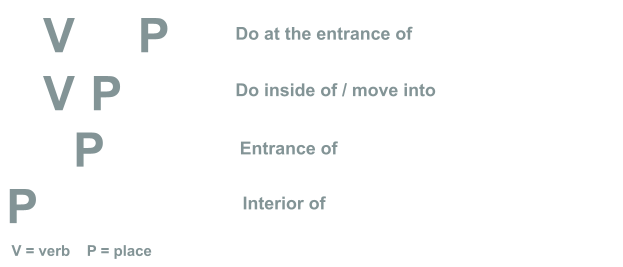 V P Do at the entrance of
V P Do inside of / move into
P Entrance of
P Interior of
V = verb P = place